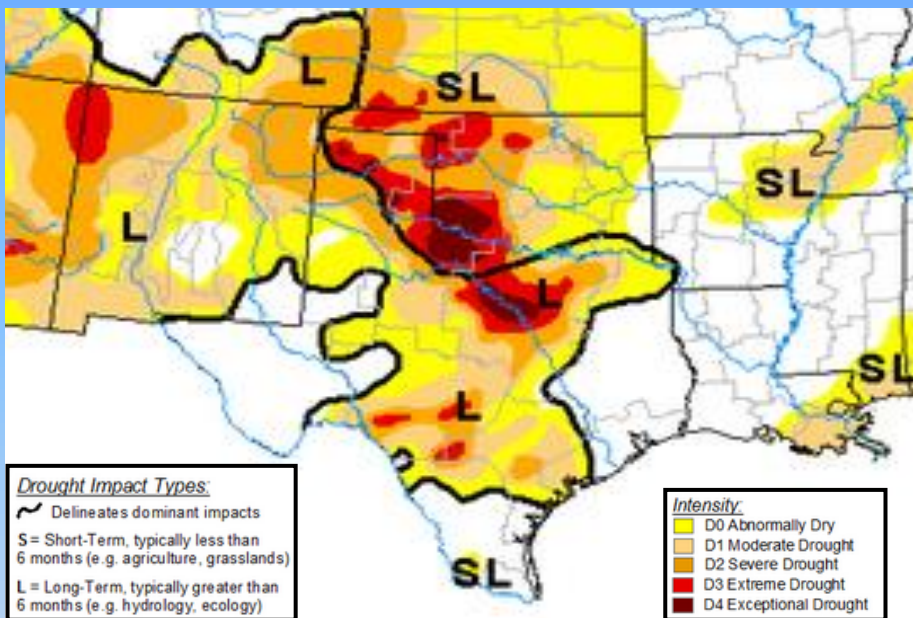 L
SL
SL
L
L
SL
L
SL
Drought Impact Types:
Delineates dominant impacts
S = Short-Term, typically less than
6 months (e.g. agriculture, grasslands)
L = Long-Term, typically greater than
6 months (e.g. hydrology, ecology)
Intensity:
D0 Abnormally Dry
D1 Moderate Drought
D2 Severe Drought
D3 Extreme Drought
D4 Exceptional Drought